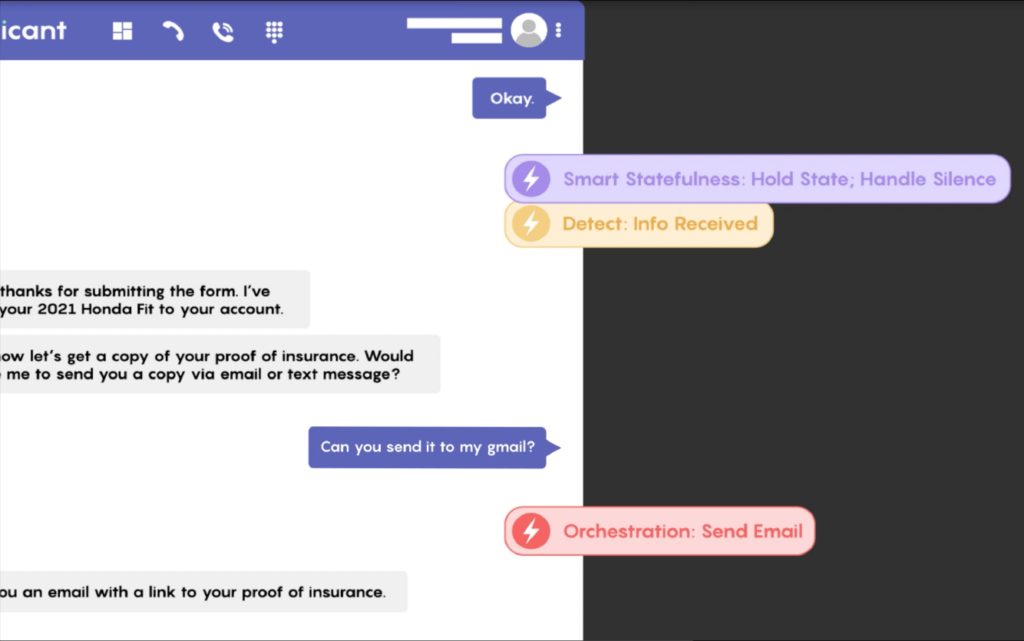 icant
Okay.
Smart Statefulness: Hold State; Handle Silence
Detect: Info Received
thanks for submitting the form. I've
your 2021 Honda Fit to your account.
ow let's get a copy of your proof of insurance. Would
me to send you a copy via email or text message?
Can you send it to my gmail?
Orchestration: Send Email
ou an email with a link to your proof of insurance.